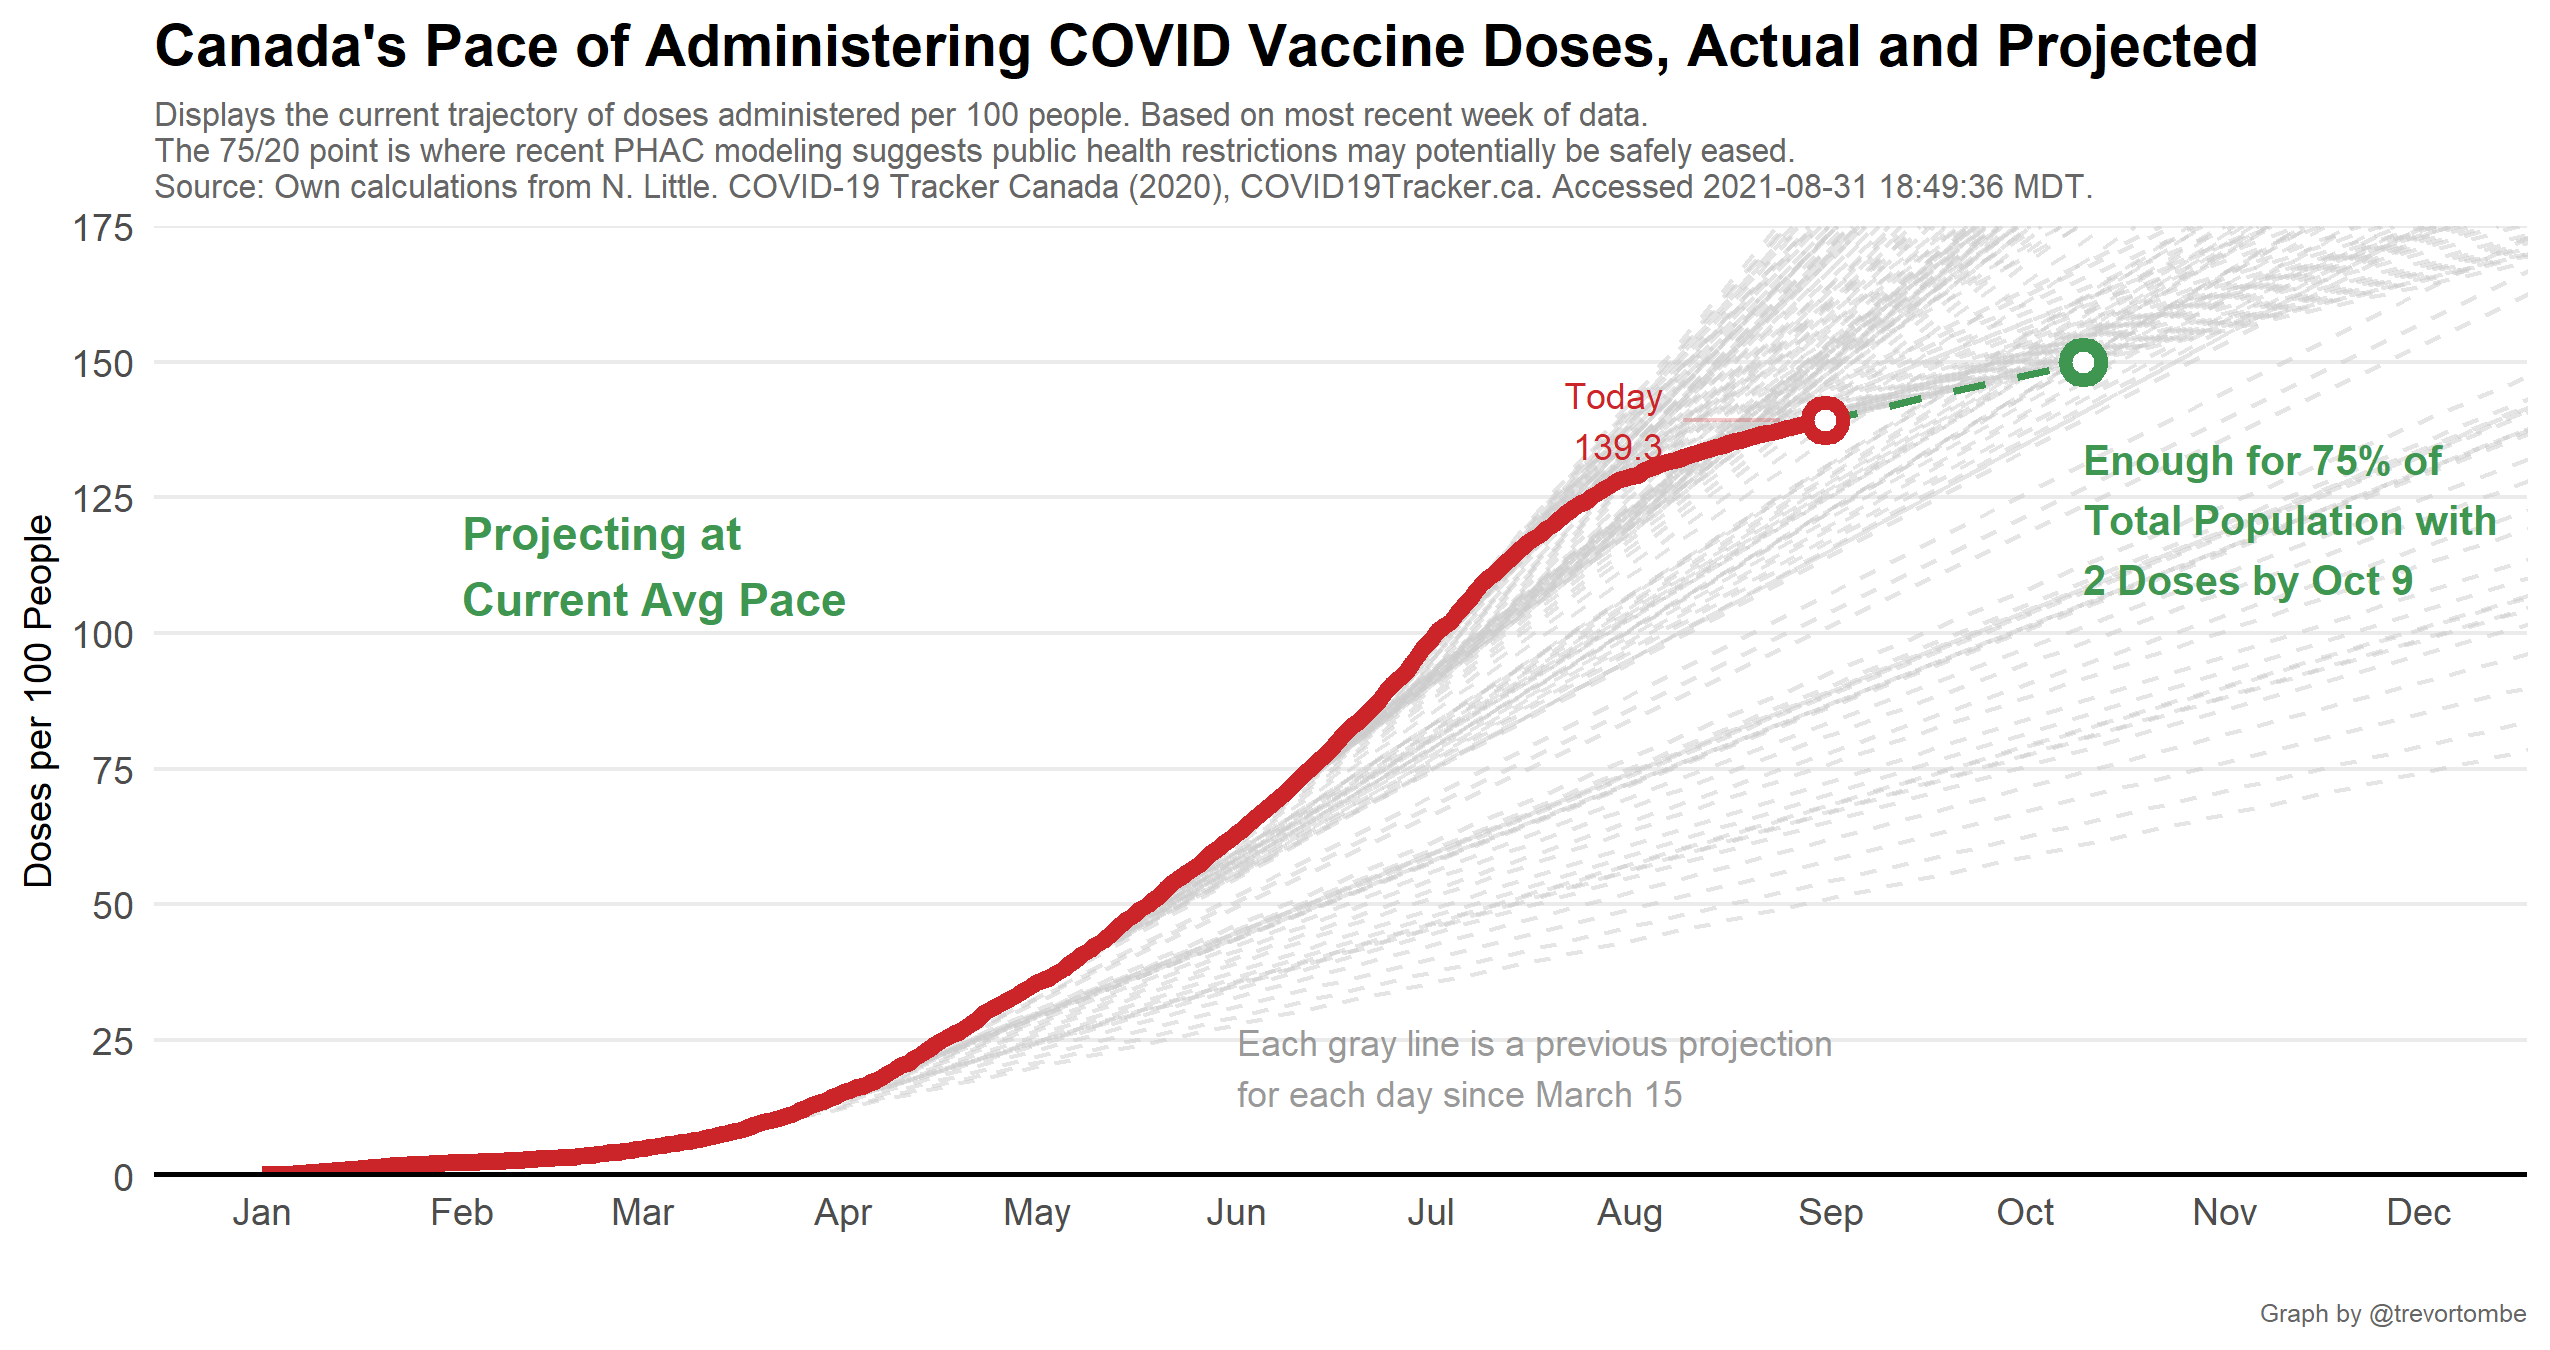 Canada's Pace of Administering COVID Vaccine Doses, Actual and Projected
Displays the current trajectory of doses administered per 100 people. Based on most recent week of data.
The 75/20 point is where recent PHAC modeling suggests public health restrictions may potentially be safely eased.
Source: Own calculations from N. Little. COVID-19 Tracker Canada (2020), COVID19Tracker.ca. Accessed 2021-08-31 18:49:36 MDT.
Doses per 100 People
175
150
125
100
75
50
25
0
Today
139.3
Enough for 75% of
Total Population with
2 Doses by Oct 9
Projecting at
Current Avg Pace
Each gray line is a previous projection
for each day since March 15
Jan Feb Mar Apr May Jun Jul Aug Sep Oct Nov Dec
Graph by @trevortombe